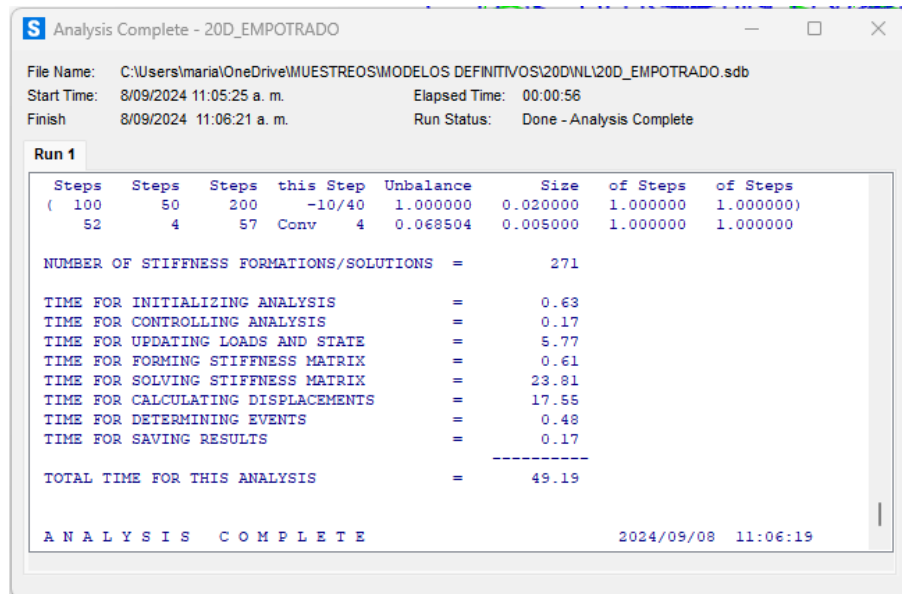 S Analysis Complete - 20D_EMPOTRADO
File Name: C:\Users\maria\OneDrive\MUESTREOS\MODELOS DEFINITIVOS\20D\NL\20D_EMPOTRADO.sdb
Start Time: 8/09/2024 11:05:25 a. m. Elapsed Time: 00:00:56
Finish 8/09/2024 11:06:21 a. m. Run Status: Done - Analysis Complete
Run 1
Steps Steps Steps this Step Unbalance Size of Steps of Steps
( 100 50 200 -10/40 1.000000 0.020000 1.000000 1.000000)
52 4 57 Conv 4 0.068504 0.005000 1.000000 1.000000
NUMBER OF STIFFNESS FORMATIONS/SOLUTIONS = 271
TIME FOR INITIALIZING ANALYSIS = 0.63
TIME FOR CONTROLLING ANALYSIS = 0.17
TIME FOR UPDATING LOADS AND STATE = 5.77
TIME FOR FORMING STIFFNESS MATRIX = 0.61
TIME FOR SOLVING STIFFNESS MATRIX = 23.81
TIME FOR CALCULATING DISPLACEMENTS = 17.55
TIME FOR DETERMINING EVENTS = 0.48
TIME FOR SAVING RESULTS = 0.17
----------
TOTAL TIME FOR THIS ANALYSIS = 49.19
A N A L Y S I S C O M P L E T E 2024/09/08 11:06:19